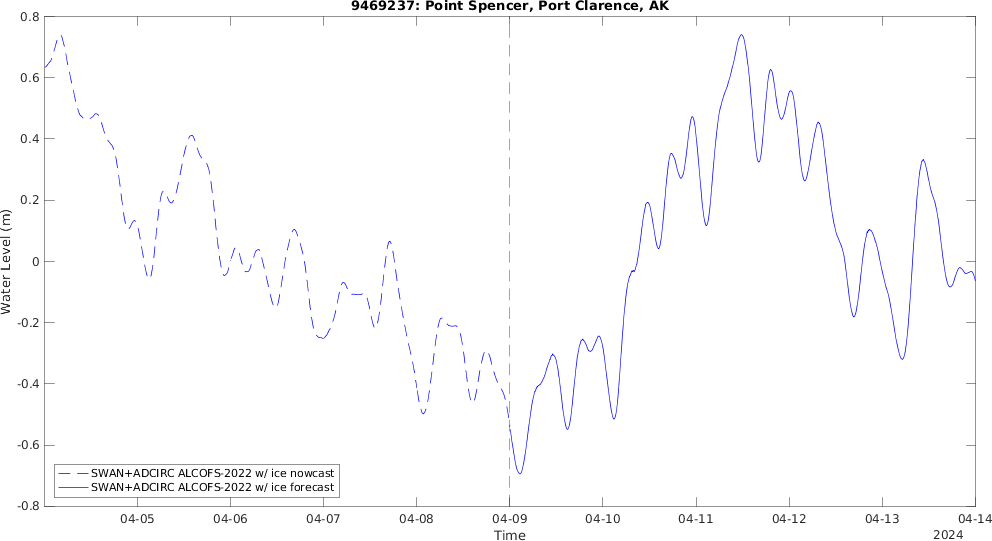 9469237: Point Spencer, Port Clarence, AK
0.8
0.6
0.4
0.2
0
-0.2
-0.4
-0.6
-0.8
Water Level (m)
SWAN+ADCIRC ALCOFS-2022 w/ ice nowcast
SWAN+ADCIRC ALCOFS-2022 w/ ice forecast
04-05 04-06 04-07 04-08 04-09 04-10 04-11 04-12 04-13 04-14
Time
2024